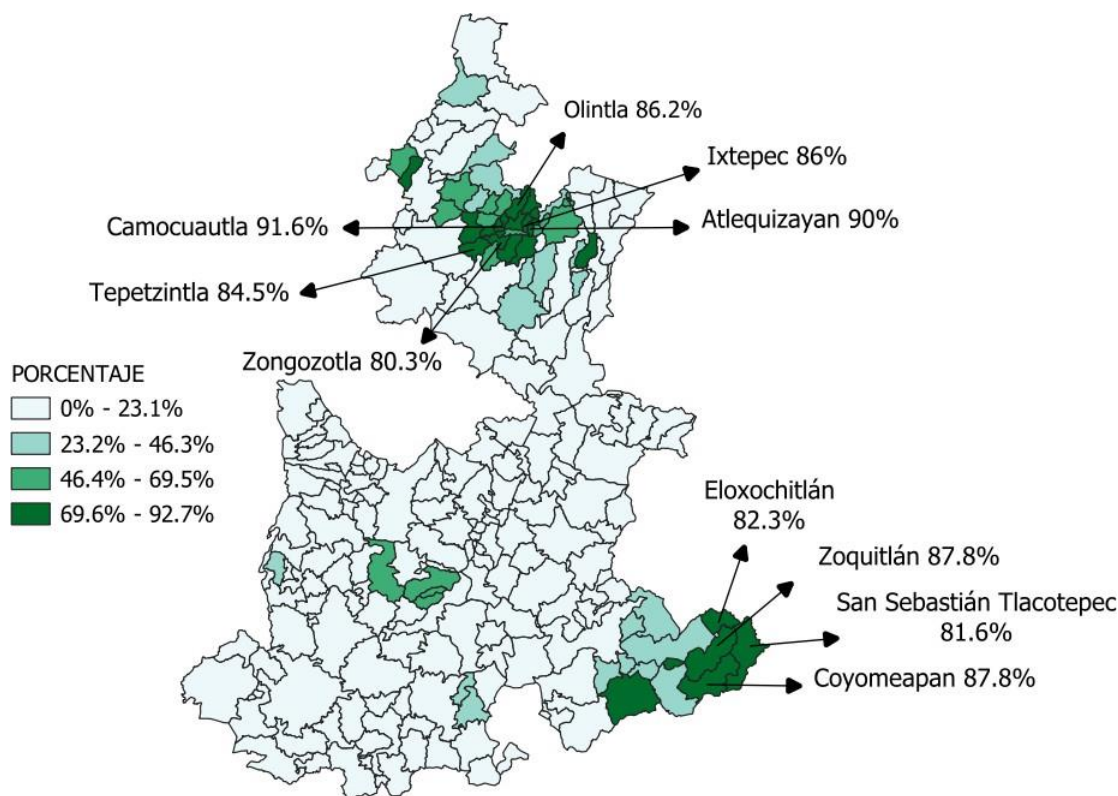 Olintla 86.2%
Ixtepec 86%
Camocuautla 91.6%
Atlequizayan 90%
Tepetzintla 84.5%
Zongozotla 80.3%
PORCENTAJE
0% - 23.1%
23.2% - 46.3%
46.4% - 69.5%
69.6% - 92.7%
Eloxochitlán
82.3%
Zoquitlán 87.8%
San Sebastián Tlacotepec
81.6%
Coyomeapan 87.8%